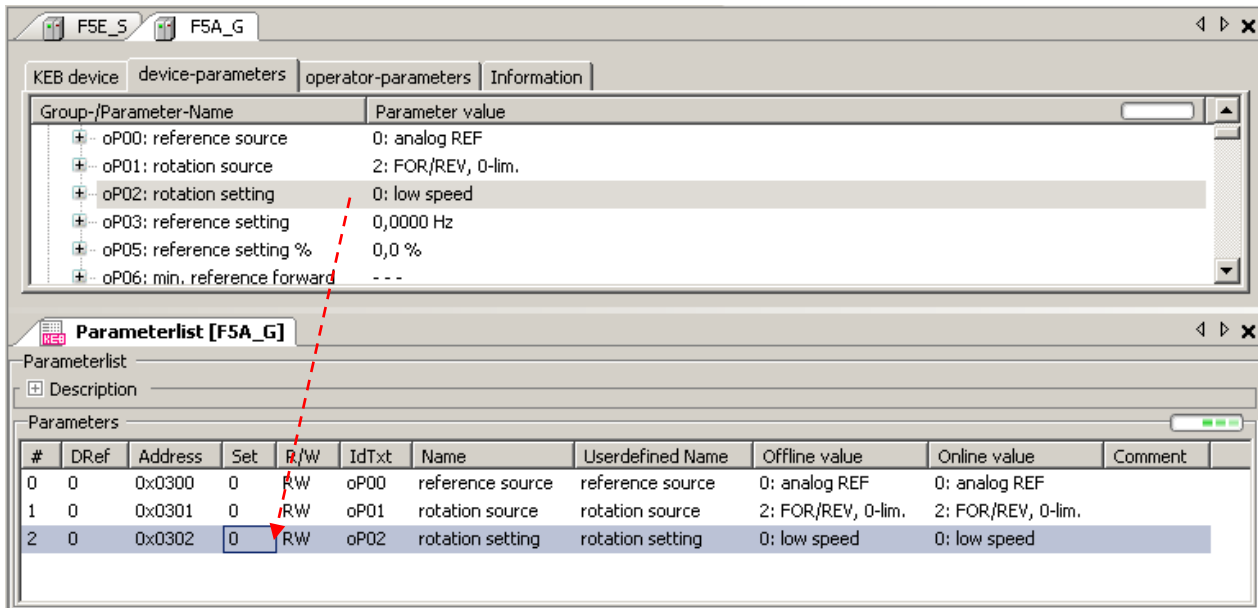 F5E_S F5A_G
KEB device device-parameters operator-parameters Information
Group-/Parameter-Name Parameter value
oP00: reference source 0: analog REF
oP01: rotation source 2: FOR/REV, 0-lim.
oP02: rotation setting 0: low speed
oP03: reference setting 0,0000 Hz
oP05: reference setting % 0,0 %
oP06: min. reference forward - - -
KEB Parameterlist [F5A_G]
Parameterlist
Description
Parameters
# DRef Address Set R/W IdTxt Name Userdefined Name Offline value Online value Comment
0 0 0x0300 0 RW oP00 reference source reference source 0: analog REF 0: analog REF
1 0 0x0301 0 RW oP01 rotation source rotation source 2: FOR/REV, 0-lim. 2: FOR/REV, 0-lim.
2 0 0x0302 0 RW oP02 rotation setting rotation setting 0: low speed 0: low speed